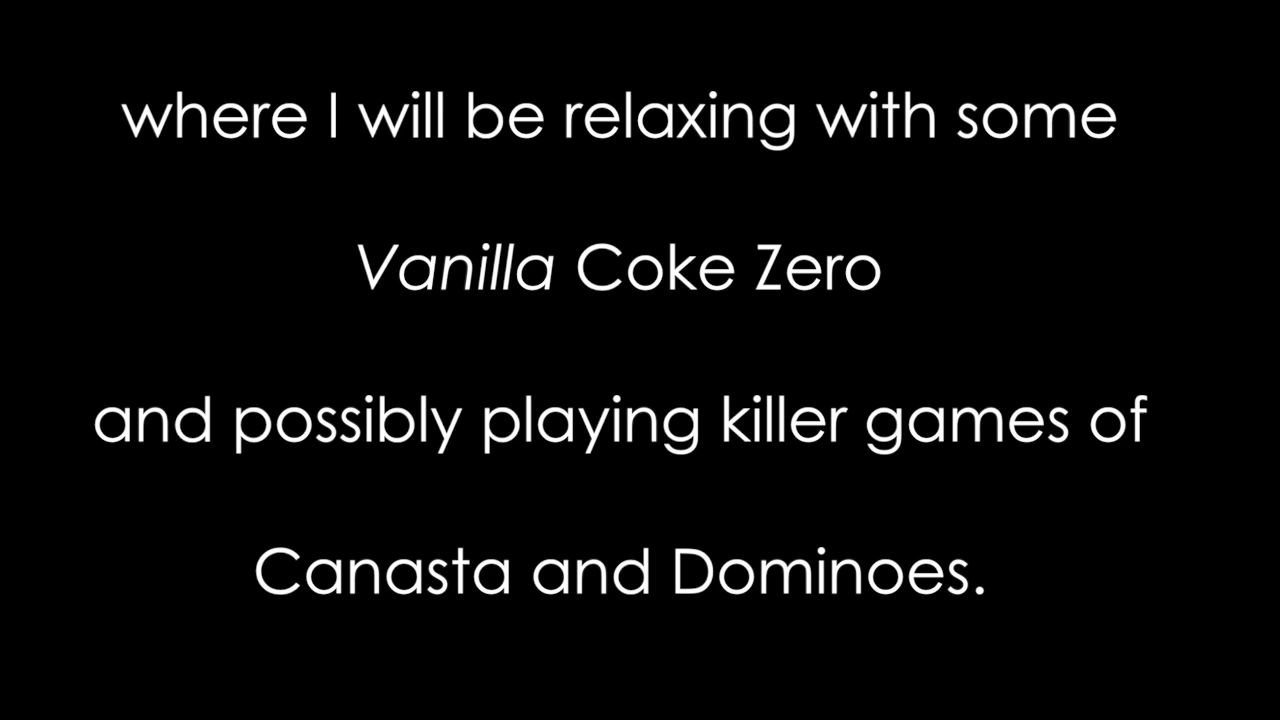 where I will be relaxing with some
Vanilla Coke Zero
and possibly playing killer games of
Canasta and Dominoes.